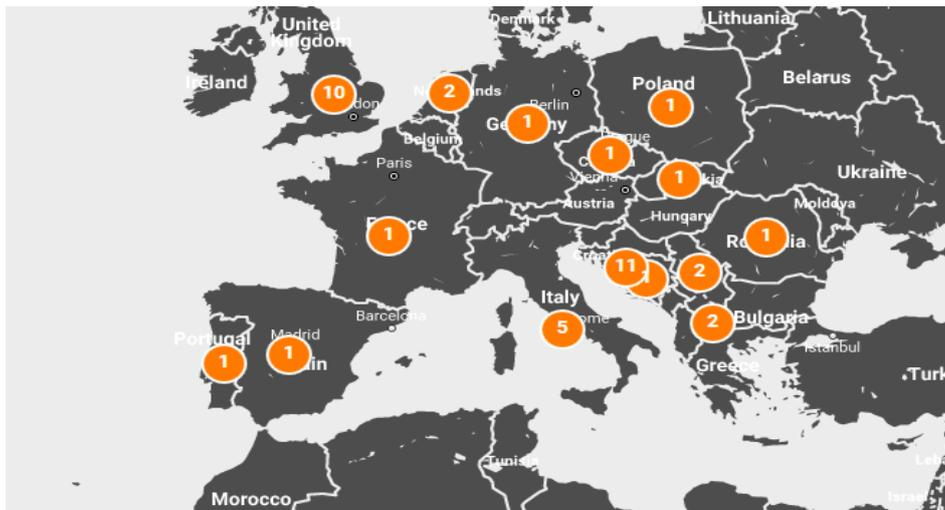 United
Kingdom
Denmark
Lithuania
Ireland
Belarus
Poland
10
2
1
Berlin
1
Belgium
Paris
1
Ukraine
Vienna
1
Austria
Moldova
Hungary
1
1
11
2
Italy
5
2
Bulgaria
Barcelona
Istanbul
Portugal
Madrid
1
1
Greece
Tunisia
Morocco